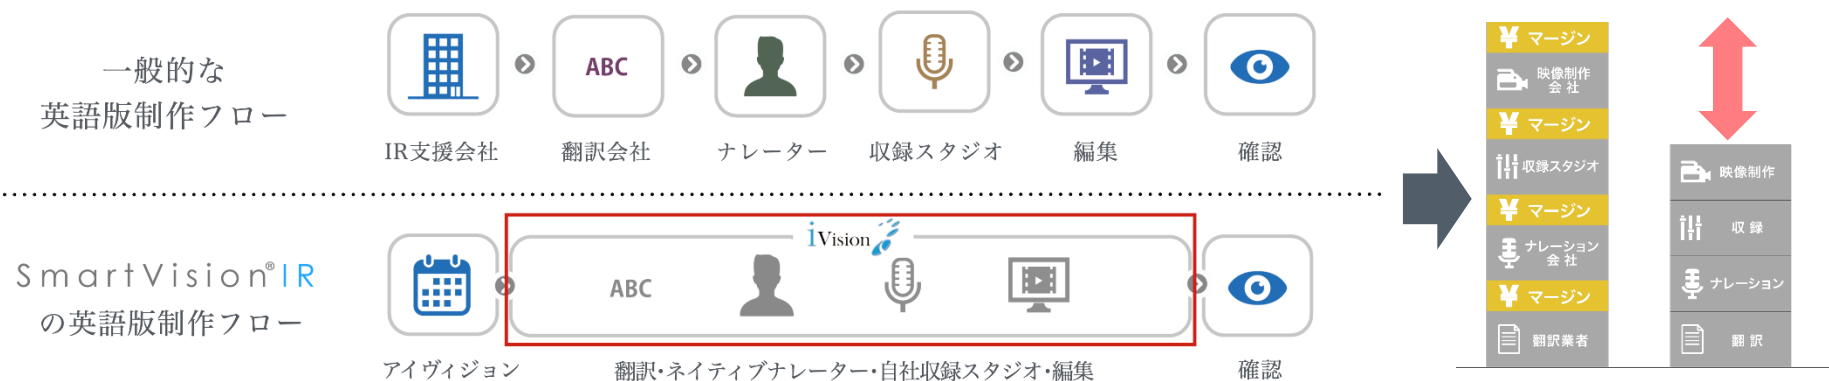 一般的な
英語版制作フロー
ABC
IR支援会社
翻訳会社
ナレーター
収録スタジオ
編集
確認
SmartVision®IR
の英語版制作フロー
iVision
ABC
アイヴィジョン
翻訳・ネイティブナレーター・自社収録スタジオ・編集
確認
¥ マージン
映像制作
会社
¥ マージン
収録スタジオ
¥ マージン
ナレーション
会社
¥ マージン
翻訳業者
映像制作
収録
ナレーション
翻訳